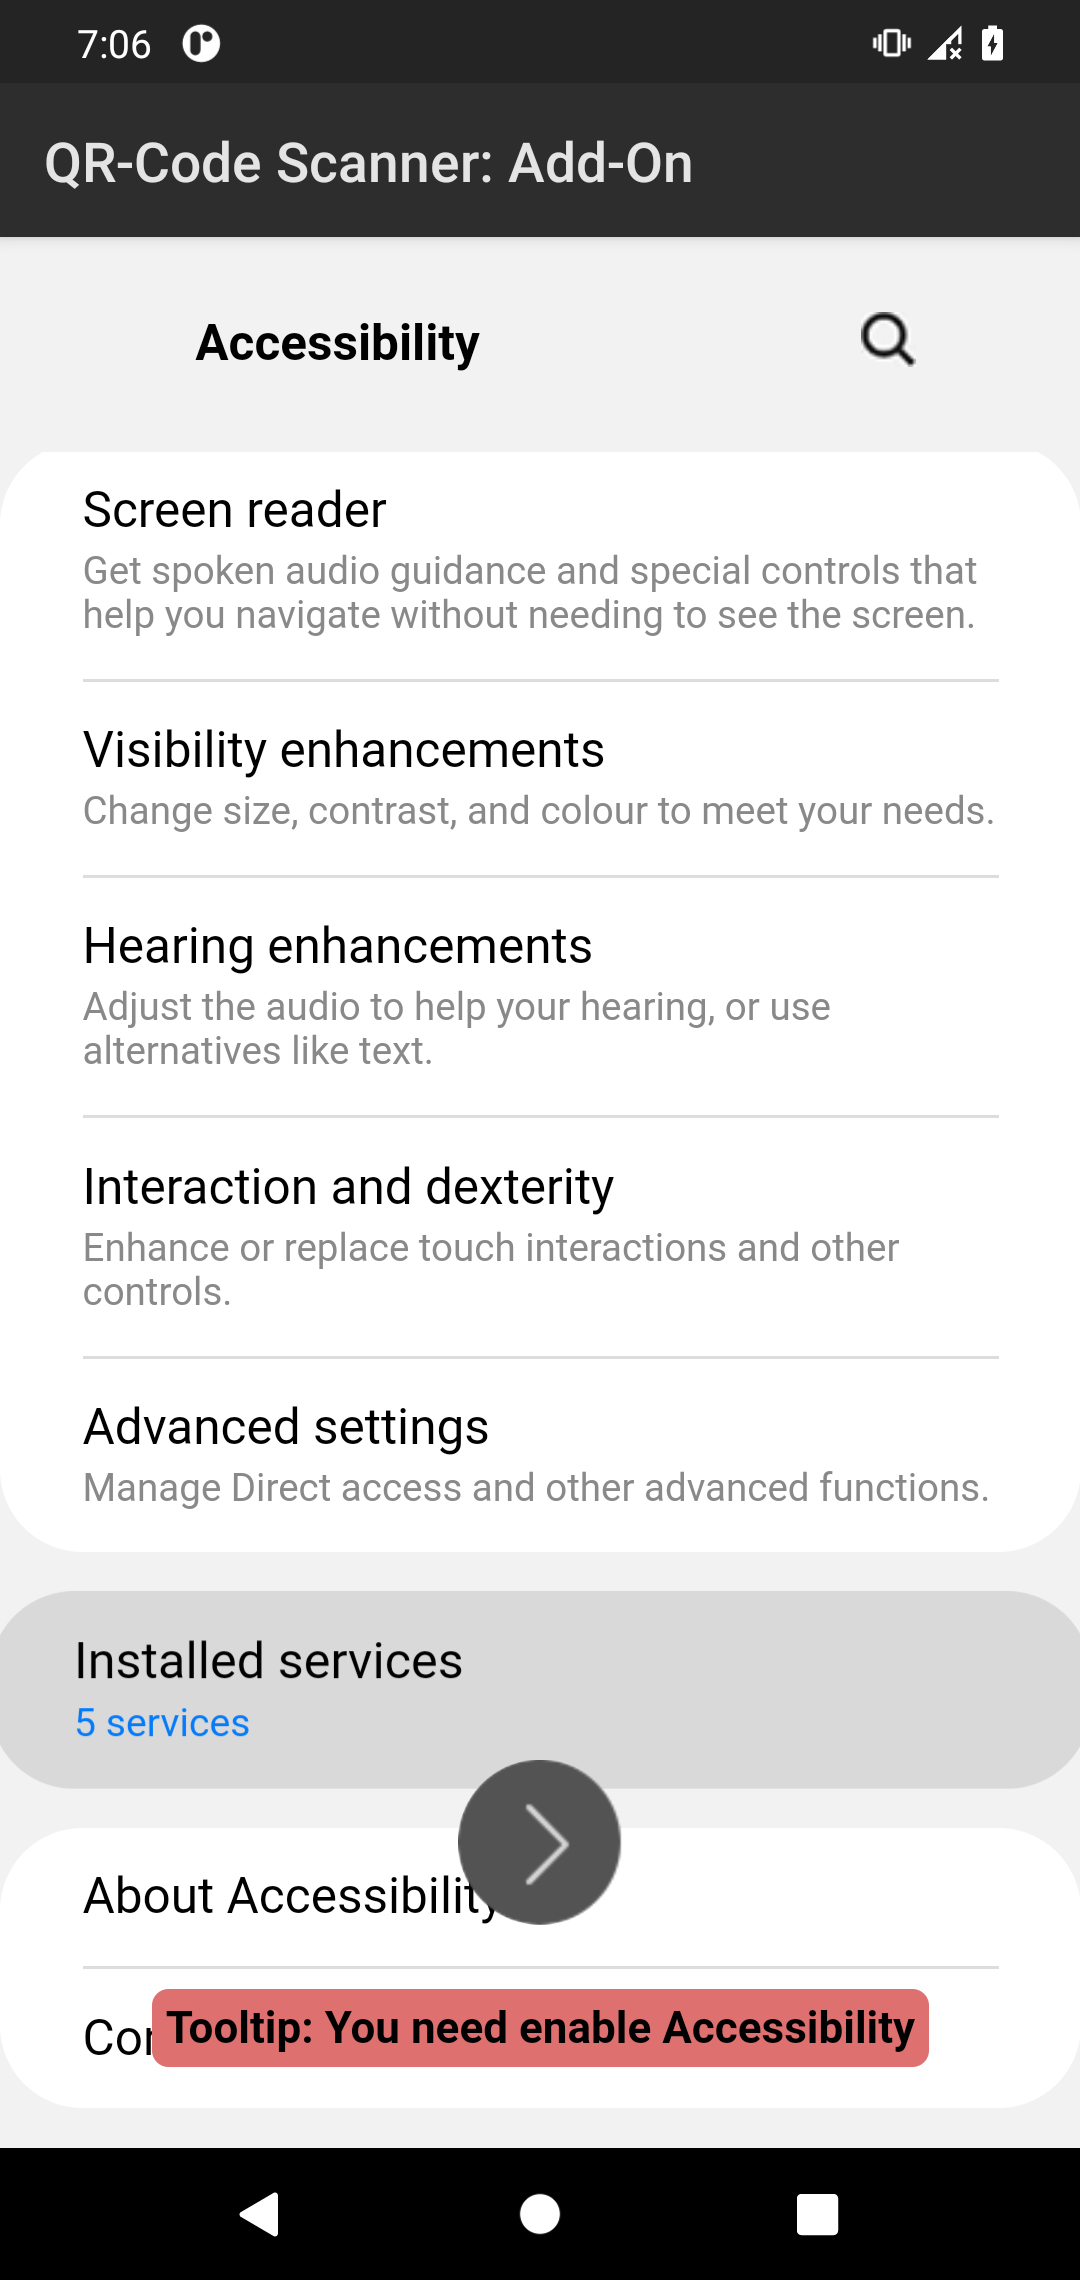 7:06
QR-Code Scanner: Add-On
Accessibility
Screen reader
Get spoken audio guidance and special controls that
help you navigate without needing to see the screen.
Visibility enhancements
Change size, contrast, and colour to meet your needs.
Hearing enhancements
Adjust the audio to help your hearing, or use
alternatives like text.
Interaction and dexterity
Enhance or replace touch interactions and other
controls.
Advanced settings
Manage Direct access and other advanced functions.
Installed services
5 services
About Accessibility
Tooltip: You need enable Accessibility